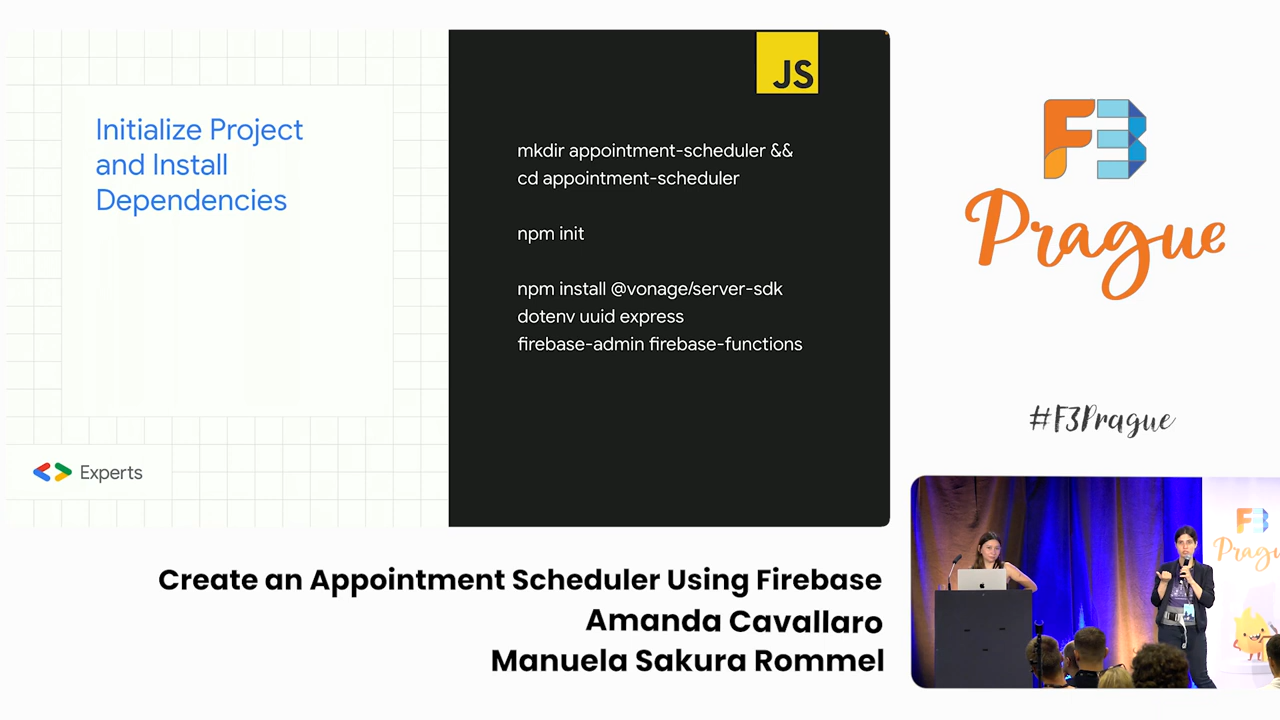 Initialize Project
and Install
Dependencies
Experts
JS
mkdir appointment-scheduler &&
cd appointment-scheduler
npm init
npm install @vonage/server-sdk
dotenv uuid express
firebase-admin firebase-functions
F3
Prague
#F3Prague
F3
Create an Appointment Scheduler Using Firebase
Amanda Cavallaro
Manuela Sakura Rommel